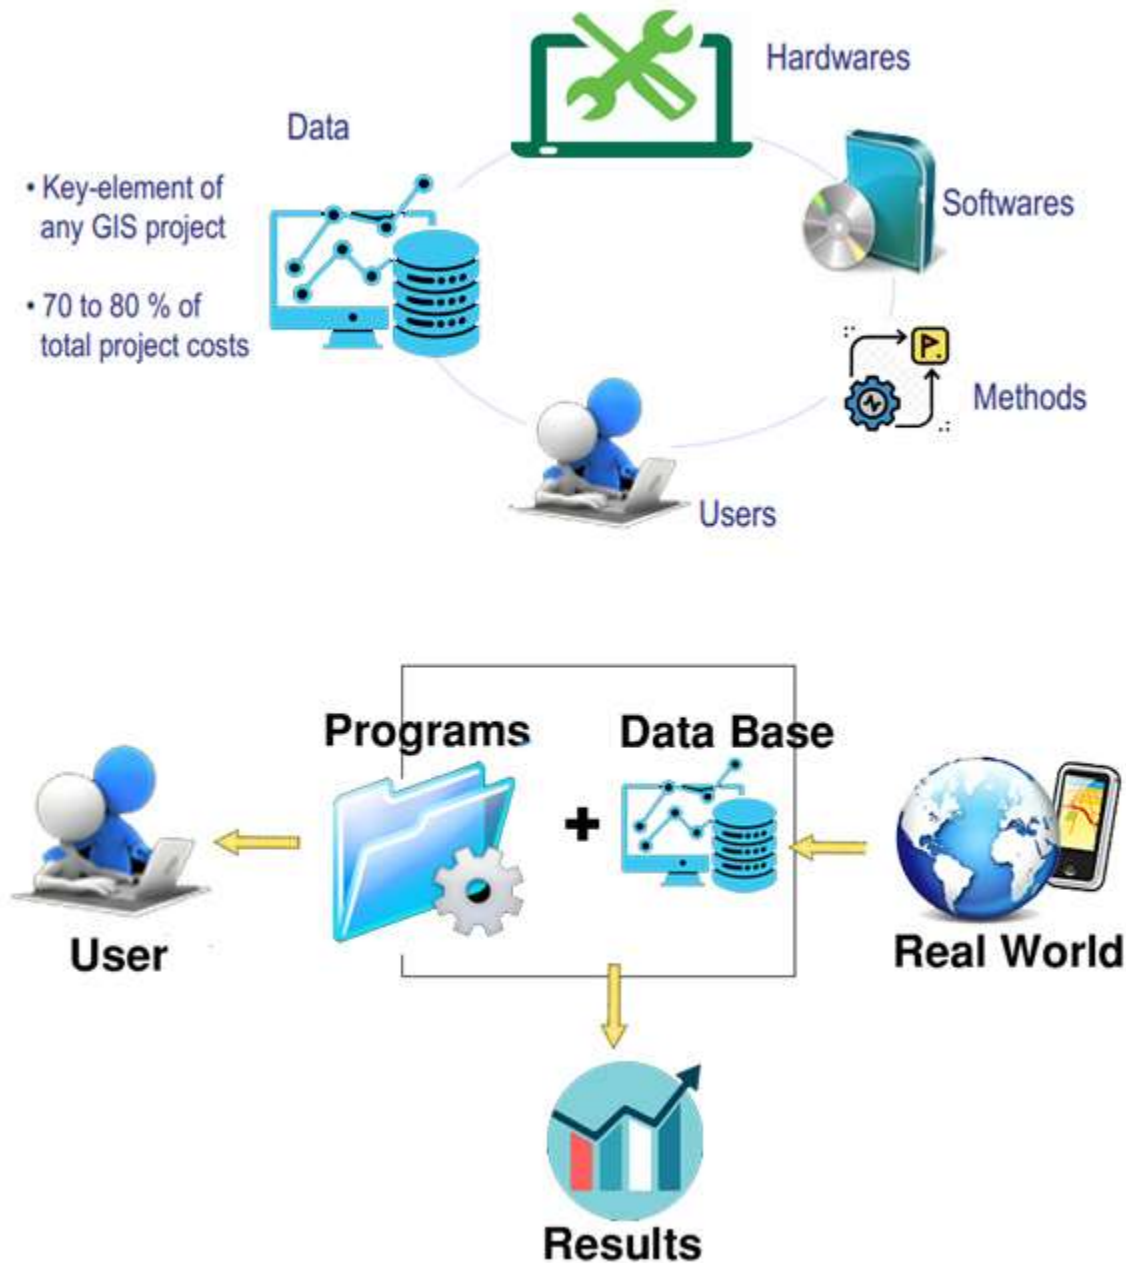 Hardwares
Data
• Key-element of
any GIS project
Softwares
• 70 to 80 % of
total project costs
Methods
Users
Programs
Data Base
+
User
Real World
Results